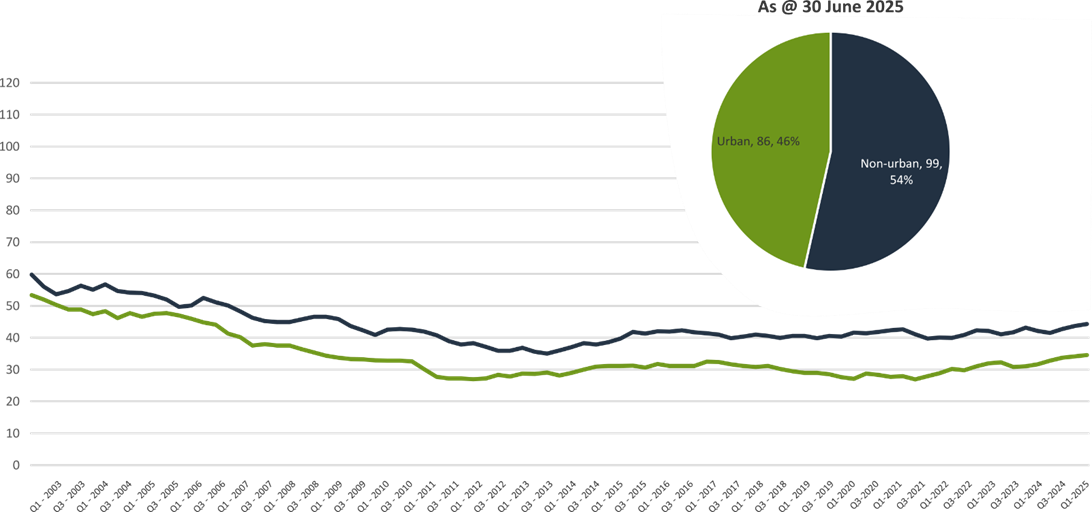 As @ 30 June 2025
120
110
100
90
80
70
60
50
40
30
20
10
0
Urban, 86, 46%
Non-urban, 99,
54%
Q1 - 2003
Q3 - 2003
Q1 - 2004
Q3 - 2004
Q1 - 2005
Q3 - 2005
Q1 - 2006
Q3 - 2006
Q1 - 2007
Q3 - 2007
Q1 - 2008
Q3 - 2008
Q1 - 2009
Q3 - 2009
Q1 - 2010
Q3 - 2010
Q1 - 2011
Q3 - 2011
Q1 - 2012
Q3 - 2012
Q1 - 2013
Q3 - 2013
Q1 - 2014
Q3 - 2014
Q1 - 2015
Q3 - 2015
Q1 - 2016
Q3 - 2016
Q1 - 2017
Q3 - 2017
Q1 - 2018
Q3 - 2018
Q1 - 2019
Q3 - 2019
Q1 - 2020
Q3-2020
Q1-2021
Q3-2021
Q1-2022
Q3-2022
Q1-2023
Q3-2023
Q1-2024
Q3-2024
Q1-2025